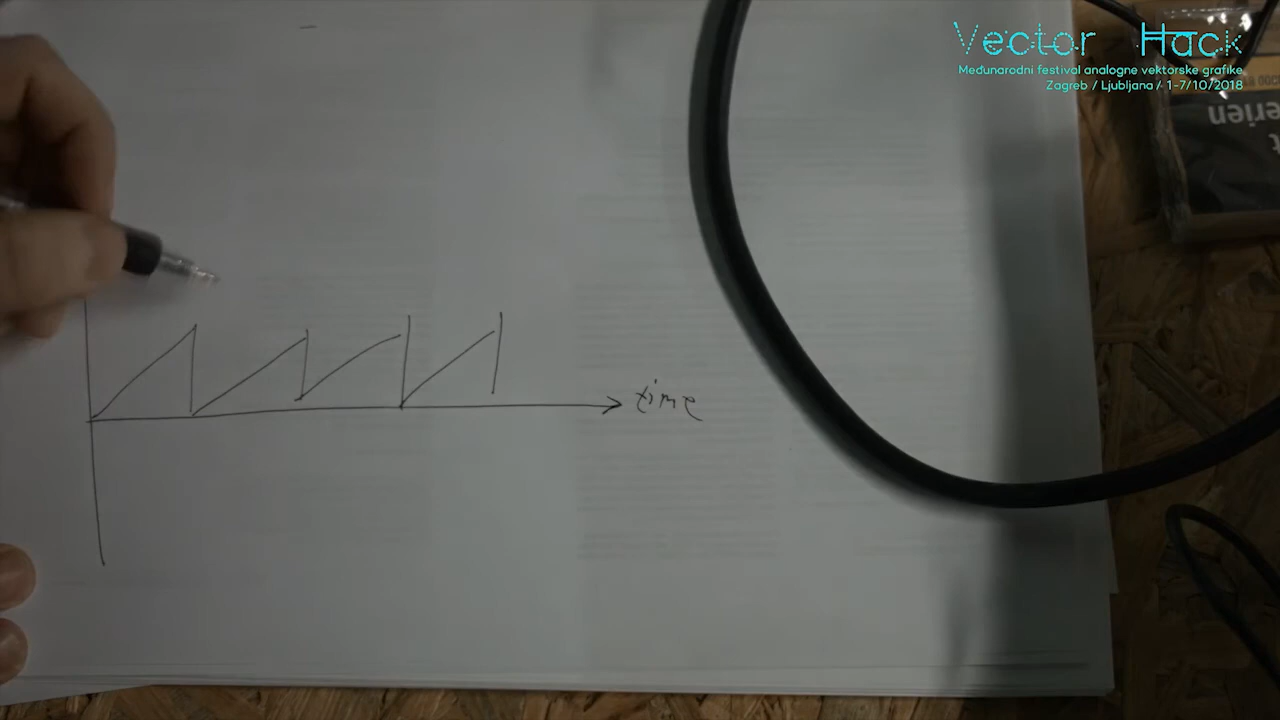 Vector Hack
Međunarodni festival analogne vektorske grafike
Zagreb / Ljubljana / 1-7/10/2018
time